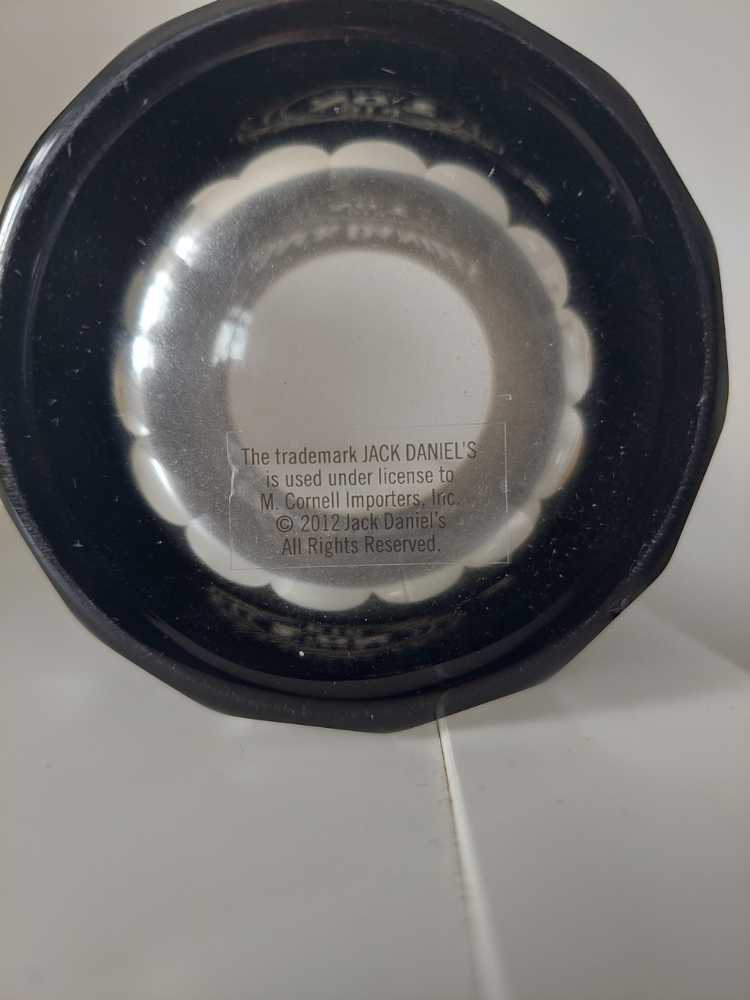 The trademark JACK DANIEL'S
is used under license to
M. Cornell Importers, Inc.
© 2012 Jack Daniel's
All Rights Reserved.